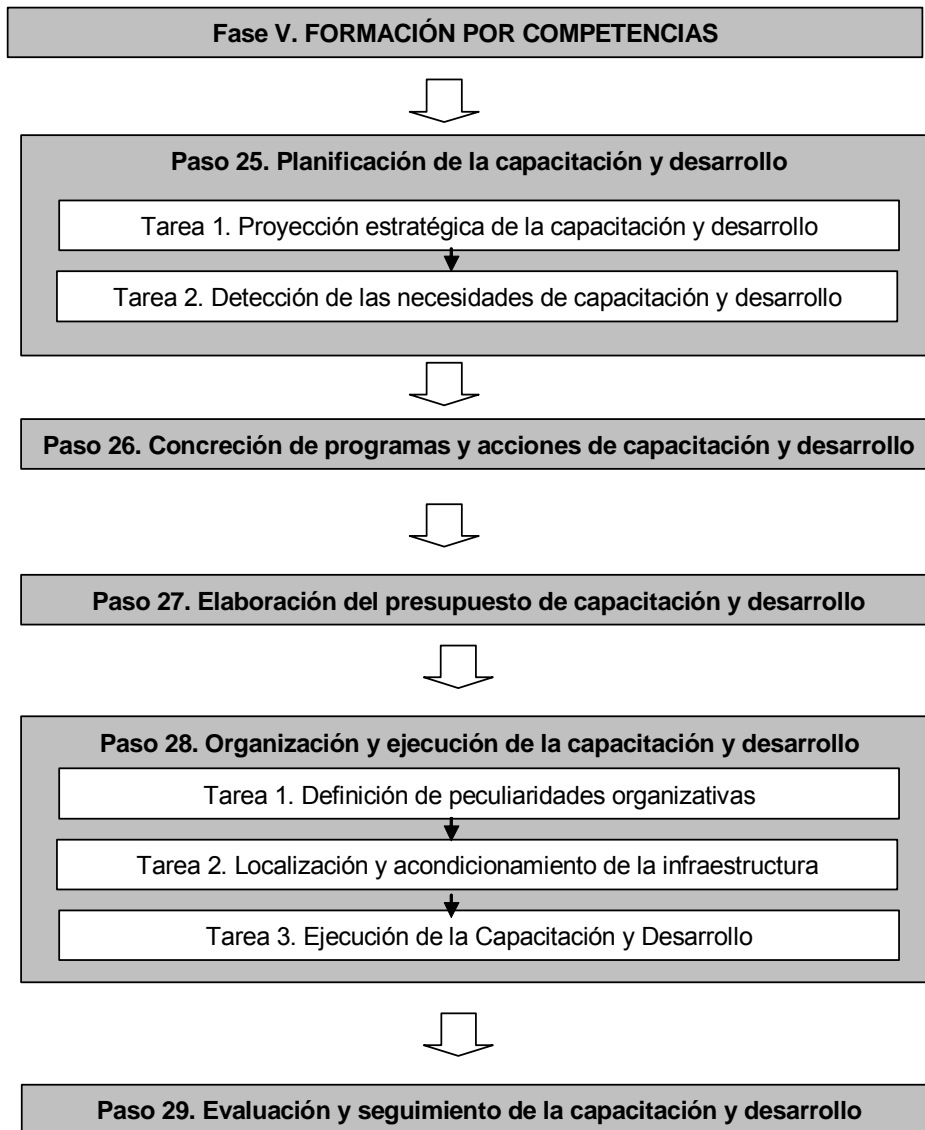 Fase V. FORMACIÓN POR COMPETENCIAS
Paso 25. Planificación de la capacitación y desarrollo
Tarea 1. Proyección estratégica de la capacitación y desarrollo
Tarea 2. Detección de las necesidades de capacitación y desarrollo
Paso 26. Concreción de programas y acciones de capacitación y desarrollo
Paso 27. Elaboración del presupuesto de capacitación y desarrollo
Paso 28. Organización y ejecución de la capacitación y desarrollo
Tarea 1. Definición de peculiaridades organizativas
Tarea 2. Localización y acondicionamiento de la infraestructura
Tarea 3. Ejecución de la Capacitación y Desarrollo
Paso 29. Evaluación y seguimiento de la capacitación y desarrollo